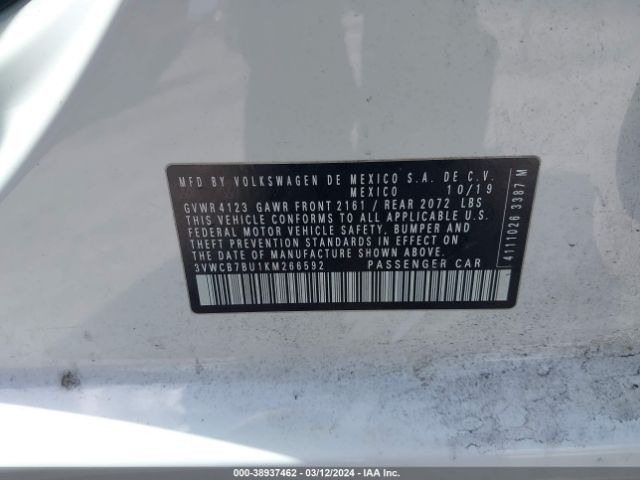 MFD BY VOLKSWAGEN DE MEXICO S.A. DE C.V.
MEXICO 10/19
GVWR 4123 GAWR FRONT 2161 / REAR 2072 LBS
THIS VEHICLE CONFORMS TO ALL APPLICABLE U.S.
FEDERAL MOTOR VEHICLE SAFETY, BUMPER AND
THEFT PREVENTION STANDARDS IN EFFECT ON
THE DATE OF MANUFACTURE SHOWN ABOVE.
3VWCB7BU1KM266592 PASSENGER CAR
4111026 3387 M
000-38937462 - 03/12/2024 - IAA Inc.